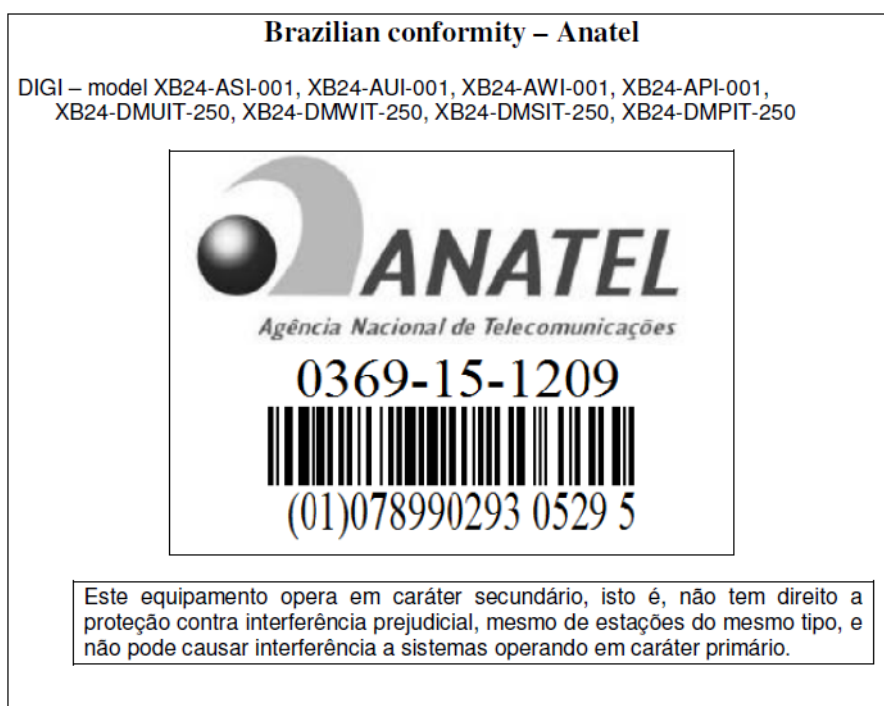 Brazilian conformity – Anatel
DIGI – model XB24-ASI-001, XB24-AUI-001, XB24-AWI-001, XB24-API-001,
XB24-DMUIT-250, XB24-DMWIT-250, XB24-DMSIT-250, XB24-DMPIT-250
ANATEL
Agência Nacional de Telecomunicações
0369-15-1209
(01)078990293 0529 5
Este equipamento opera em caráter secundário, isto é, não tem direito a
proteção contra interferência prejudicial, mesmo de estações do mesmo tipo, e
não pode causar interferência a sistemas operando em caráter primário.